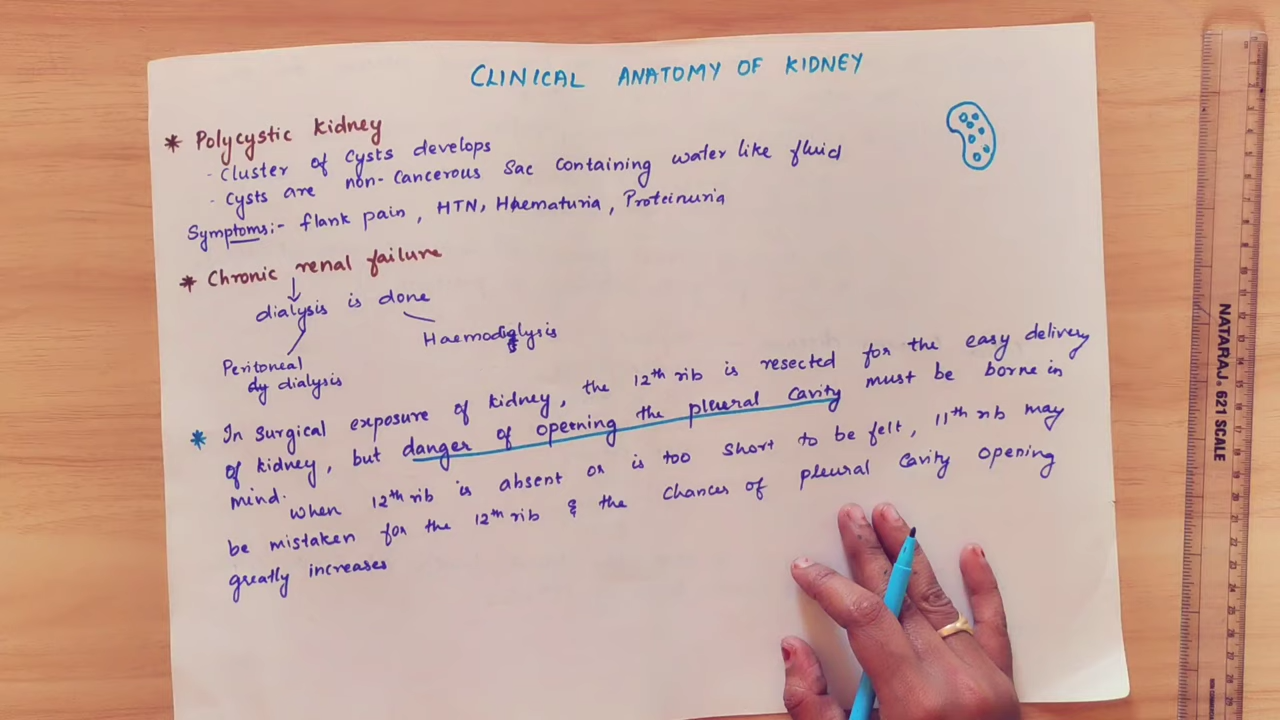 CLINICAL ANATOMY OF KIDNEY
* Polycystic kidney
- Cluster of Cysts develops
- Cysts are non-Cancerous Sac containing water like fluid
Symptoms:- flank pain, HTN, Haematuria, Proteinuria
* Chronic renal failure
dialysis is done
Haemodialysis
Peritoneal
dy dialysis
* In surgical exposure of kidney, the 12th rib is resected for the easy delivery
of kidney, but danger of opening the pleural cavity must be borne in
mind.
When 12th rib is absent or is too short to be felt, 11th rib may
be mistaken for the 12th rib & the chances of pleural cavity opening
greatly increases
NATARAJ 621 SCALE